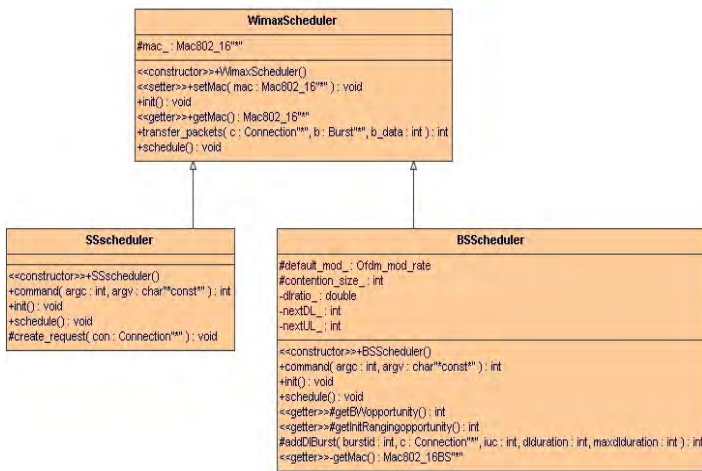 WimaxScheduler
#mac_ : Mac802_16"*"
<<constructor>>+WimaxScheduler()
<<setter>>+setMac( mac : Mac802_16"*" ) : void
+init() : void
<<getter>>+getMac() : Mac802_16"*"
+transfer_packets( c : Connection"*", b : Burst"*", b_data : int ) : int
+schedule() : void
SSscheduler
<<constructor>>+SSscheduler()
+command( argc : int, argv : char"*const*" ) : int
+init() : void
+schedule() : void
#create_request( con : Connection"*" ) : void
BSScheduler
#default_mod_ : Ofdm_mod_rate
#contention_size_ : int
-dlratio_ : double
-nextDL_ : int
-nextUL_ : int
<<constructor>>+BSScheduler()
+command( argc : int, argv : char"*const*" ) : int
+init() : void
+schedule() : void
<<getter>>#getBWopportunity() : int
<<getter>>#getInitRangingopportunity() : int
#addDlBurst( burstid : int, c : Connection"*", iuc : int, dlduration : int, maxdlduration : int ) : int
<<getter>>-getMac() : Mac802_16BS"*"